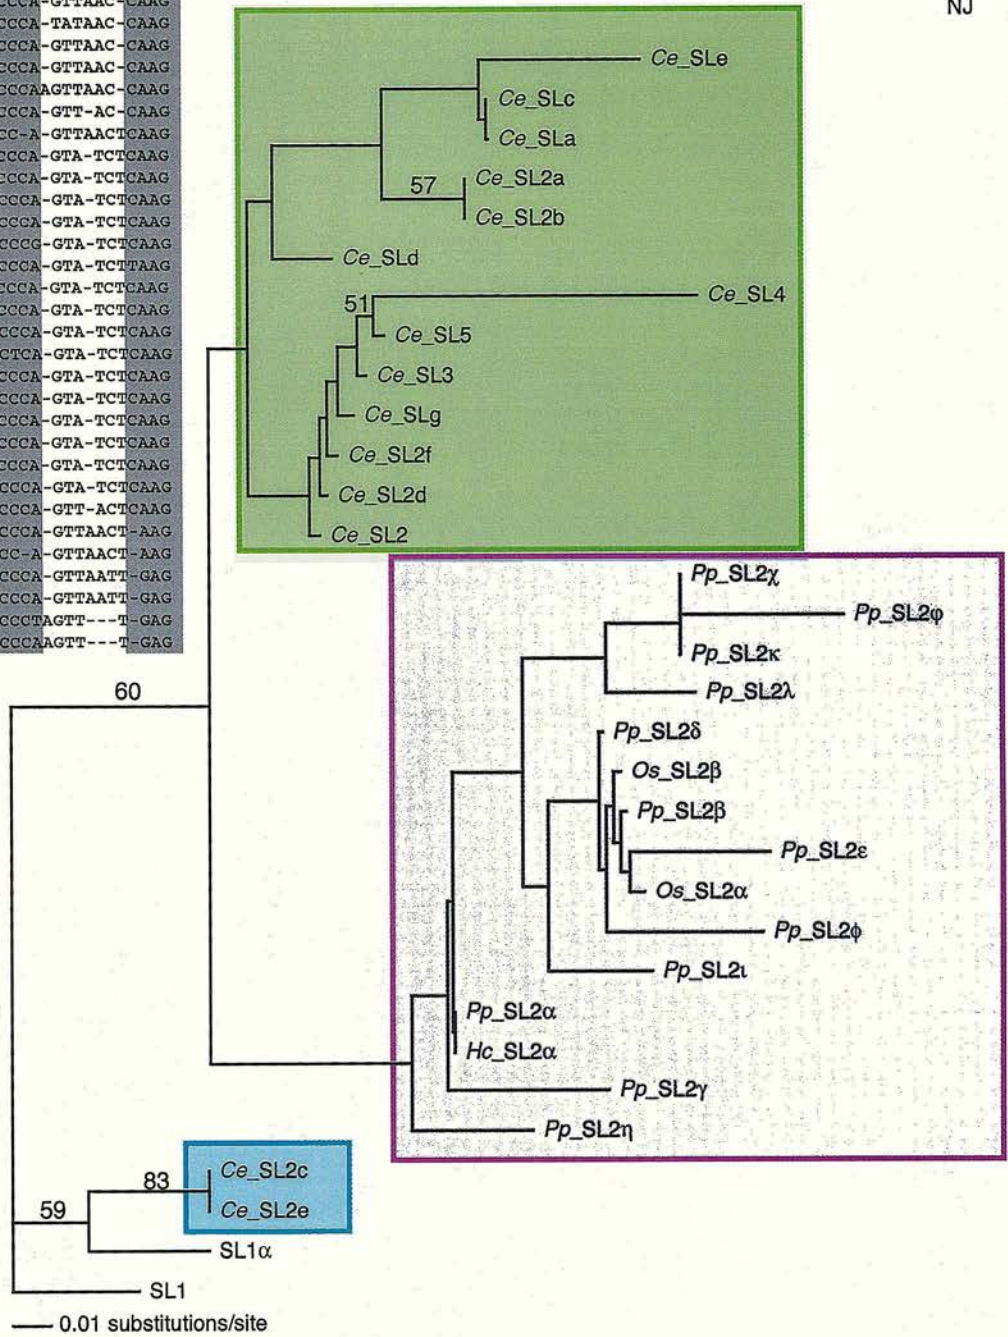 CCCA-GTTAAC-CAAG
CCCA-TATAAC-CAAG
CCCA-GTTAAC-CAAG
CCCA-GTTAAC-CAAG
CCCAAGTTAAC-CAAG
CCCA-GTT-AC-CAAG
CC-A-GTTAACTCAAG
CCCA-GTA-TCTCAAG
CCCA-GTA-TCTCAAG
CCCA-GTA-TCTCAAG
CCCA-GTA-TCTCAAG
CCCG-GTA-TCTCAAG
CCCA-GTA-TCTTAAG
CCCA-GTA-TCTCAAG
CCCA-GTA-TCTCAAG
CCCA-GTA-TCTCAAG
CTCA-GTA-TCTCAAG
CCCA-GTA-TCTCAAG
CCCA-GTA-TCTCAAG
CCCA-GTA-TCTCAAG
CCCA-GTA-TCTCAAG
CCCA-GTA-TCTCAAG
CCCA-GTA-TCTCAAG
CCCA-GTT-ACTCAAG
CCCA-GTTAACT-AAG
CC-A-GTTAACT-AAG
CCCA-GTTAATT-GAG
CCCA-GTTAATT-GAG
CCCTAGTT---T-GAG
CCCAAGTT---T-GAG
NJ
Ce_SLe
Ce_SLc
Ce_SLa
57
Ce_SL2a
Ce_SL2b
Ce_SLd
51
Ce_SL4
Ce_SL5
Ce_SL3
Ce_SLg
Ce_SL2f
Ce_SL2d
Ce_SL2
Pp_SL2χ
Pp_SL2φ
Pp_SL2κ
Pp_SL2λ
60
Pp_SL2δ
Os_SL2β
Pp_SL2β
Pp_SL2ε
Os_SL2α
Pp_SL2ϕ
Pp_SL2ι
Pp_SL2α
Hc_SL2α
Pp_SL2γ
Pp_SL2η
83
Ce_SL2c
Ce_SL2e
59
SL1α
SL1
0.01 substitutions/site